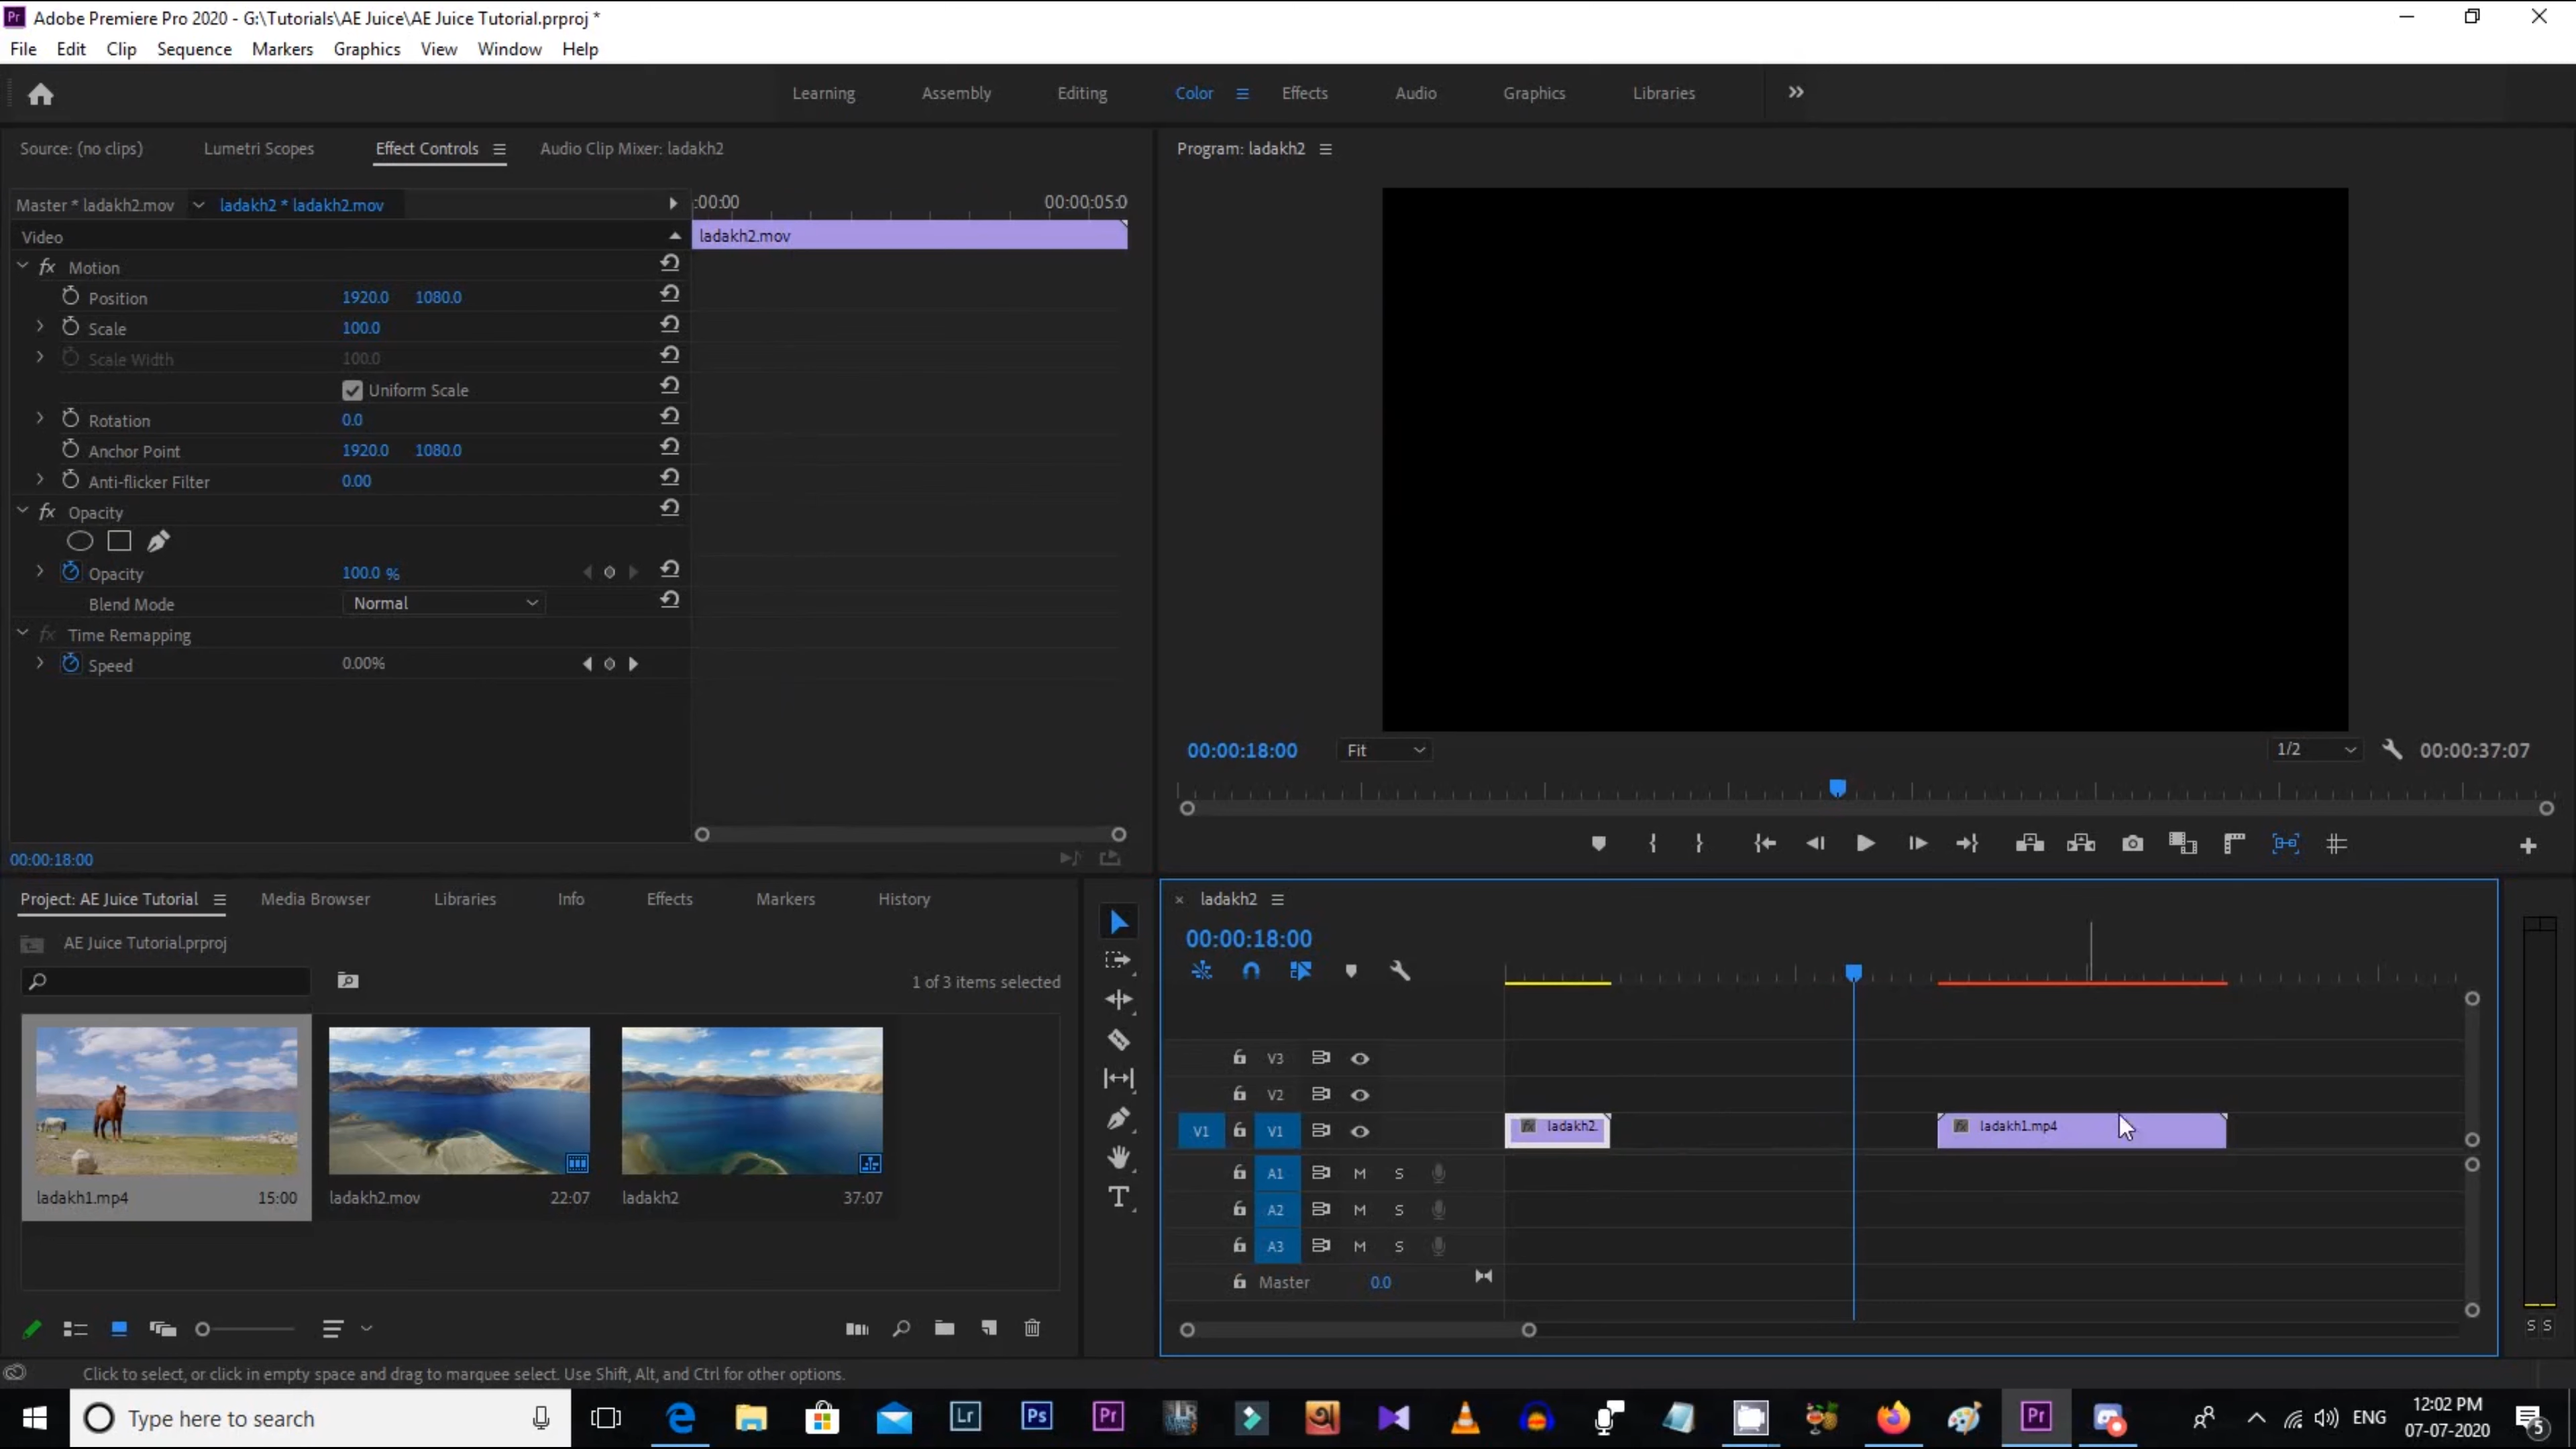 Adobe Premiere Pro 2020 - G:\Tutorials\AE Juice\AE Juice Tutorial.prproj *
File Edit Clip Sequence Markers Graphics View Window Help
Learning Assembly Editing Color Effects Audio Graphics Libraries
Source: (no clips) Lumetri Scopes Effect Controls Audio Clip Mixer: ladakh2
Program: ladakh2
Master * ladakh2.mov ladakh2 * ladakh2.mov :00:00 00:00:05:0
Video ladakh2.mov
fx Motion
Position 1920.0 1080.0
Scale 100.0
Scale Width 100.0
Uniform Scale
Rotation 0.0
Anchor Point 1920.0 1080.0
Anti-flicker Filter 0.00
fx Opacity
Opacity 100.0 %
Blend Mode Normal
fx Time Remapping
Speed 0.00%
00:00:18:00 Fit 1/2 00:00:37:07
00:00:18:00
Project: AE Juice Tutorial Media Browser Libraries Info Effects Markers History
AE Juice Tutorial.prproj
1 of 3 items selected
ladakh1.mp4 15:00 ladakh2.mov 22:07 ladakh2 37:07
× ladakh2
00:00:18:00
V3
V2
V1 V1 fx ladakh2. fx ladakh1.mp4
A1 M S
A2 M S
A3 M S
Master 0.0
S S
Click to select, or click in empty space and drag to marquee select. Use Shift, Alt, and Ctrl for other options.
Type here to search
Lr Ps Pr Pr
ENG 12:02 PM
07-07-2020 5